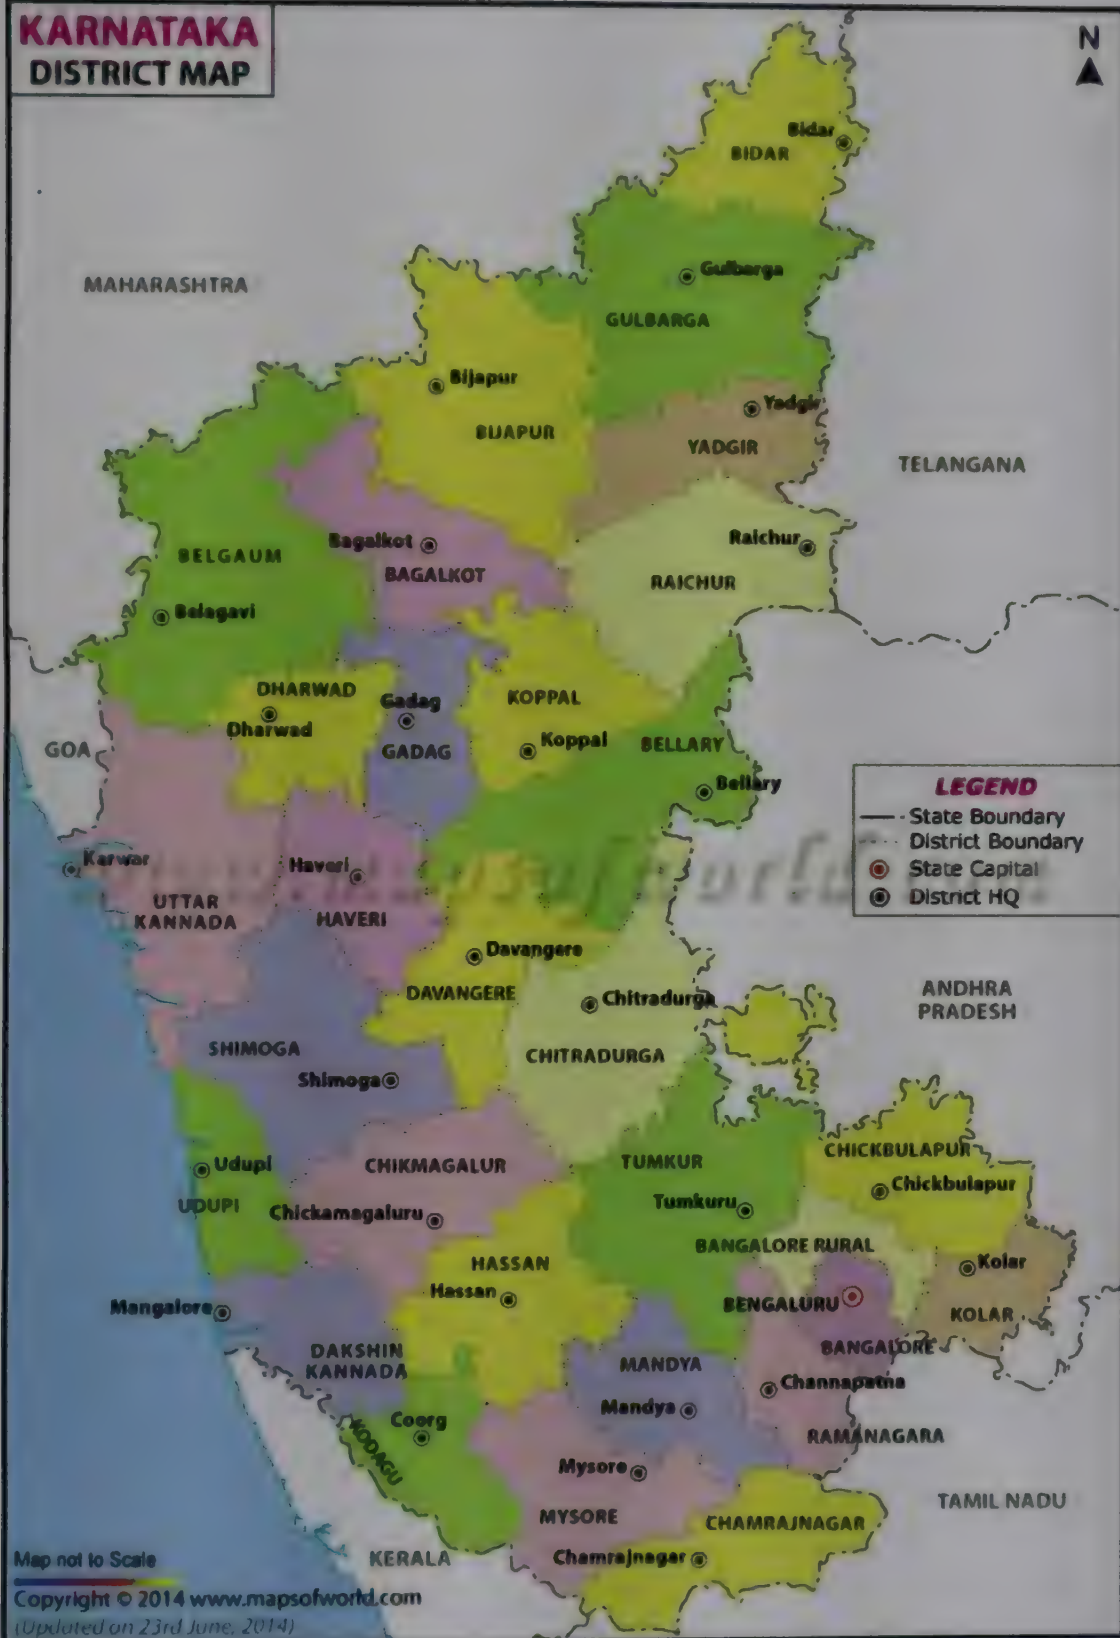 KARNATAKA
DISTRICT MAP
N
Bidar
BIDAR
MAHARASHTRA
Gulbarga
GULBARGA
Bijapur
BIJAPUR
Yadgir
YADGIR
TELANGANA
Raichur
RAICHUR
BELGAUM
Bagalkot
BAGALKOT
Belagavi
DHARWAD
Dharwad
Gadag
GADAG
KOPPAL
Koppal
GOA
BELLARY
Bellary
LEGEND
State Boundary
District Boundary
State Capital
District HQ
Karwar
UTTAR
KANNADA
Haveri
HAVERI
Davangere
DAVANGERE
Chitradurga
CHITRADURGA
ANDHRA
PRADESH
SHIMOGA
Shimoga
Udupi
UDUPI
CHIKMAGALUR
Chickamagaluru
TUMKUR
Tumkuru
CHICKBULAPUR
Chickbulapur
BANGALORE RURAL
HASSAN
Hassan
Kolar
KOLAR
BENGALURU
BANGALORE
Mangalore
DAKSHIN
KANNADA
MANDYA
Mandya
Channapatna
RAMANAGARA
Coorg
KODAGU
Mysore
MYSORE
TAMIL NADU
CHAMRAJNAGAR
Chamrajnagar
KERALA
Map not to Scale
Copyright © 2014 www.mapsofworld.com
(Updated on 23rd June, 2014)